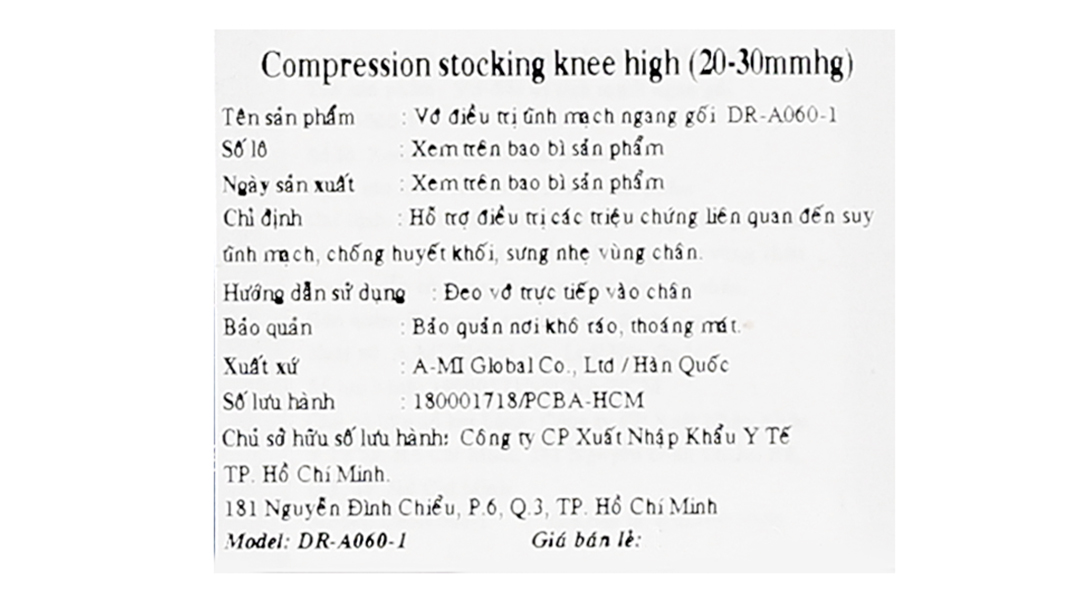 Compression stocking knee high (20-30mmhg)
Tên sản phẩm : Vớ điều trị tĩnh mạch ngang gối DR-A060-1
Số lô : Xem trên bao bì sản phẩm
Ngày sản xuất : Xem trên bao bì sản phẩm
Chỉ định : Hỗ trợ điều trị các triệu chứng liên quan đến suy
tĩnh mạch, chống huyết khối, sưng nhẹ vùng chân.
Hướng dẫn sử dụng : Đeo vớ trực tiếp vào chân
Bảo quản : Bảo quản nơi khô ráo, thoáng mát.
Xuất xứ : A-MI Global Co., Ltd / Hàn Quốc
Số lưu hành : 180001718/PCBA-HCM
Chủ sở hữu số lưu hành: Công ty CP Xuất Nhập Khẩu Y Tế
TP. Hồ Chí Minh.
181 Nguyễn Đình Chiểu, P.6, Q.3, TP. Hồ Chí Minh
Model: DR-A060-1 Giá bán lẻ: